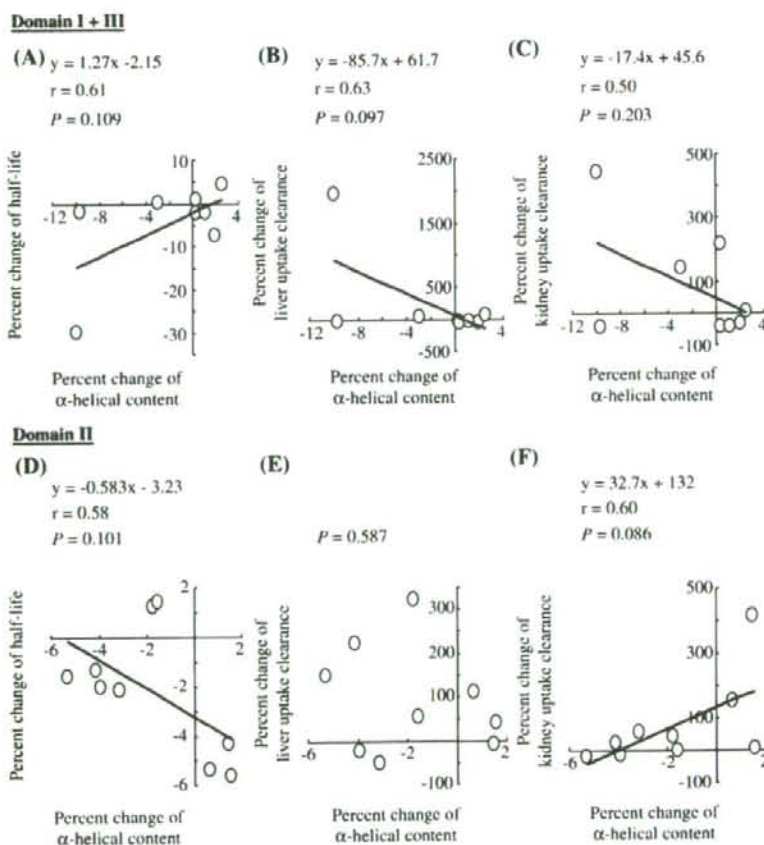 Domain I + III
(A) y = 1.27x -2.15
r = 0.61
P = 0.109
Percent change of half-life
10
-12 -8 -4 4
-10
-20
-30
Percent change of
α-helical content
(B) y = -85.7x + 61.7
r = 0.63
P = 0.097
Percent change of
liver uptake clearance
2500
1500
500
-12 -8 -4 0 4
-500
Percent change of
α-helical content
(C) y = -17.4x + 45.6
r = 0.50
P = 0.203
Percent change of
kidney uptake clearance
500
300
100
-12 -8 -4 0 4
-100
Percent change of
α-helical content
Domain II
(D)
y = -0.583x - 3.23
r = 0.58
P = 0.101
Percent change of half-life
2
0
-6 -4 -2 2
-2
-4
-6
Percent change of
α-helical content
(E)
P = 0.587
Percent change of
liver uptake clearance
300
200
100
0
-6 -4 -2 0 2
-100
Percent change of
α-helical content
(F)
y = 32.7x + 132
r = 0.60
P = 0.086
Percent change of
kidney uptake clearance
500
300
100
-6 -2 2
-100
Percent change of
α-helical content